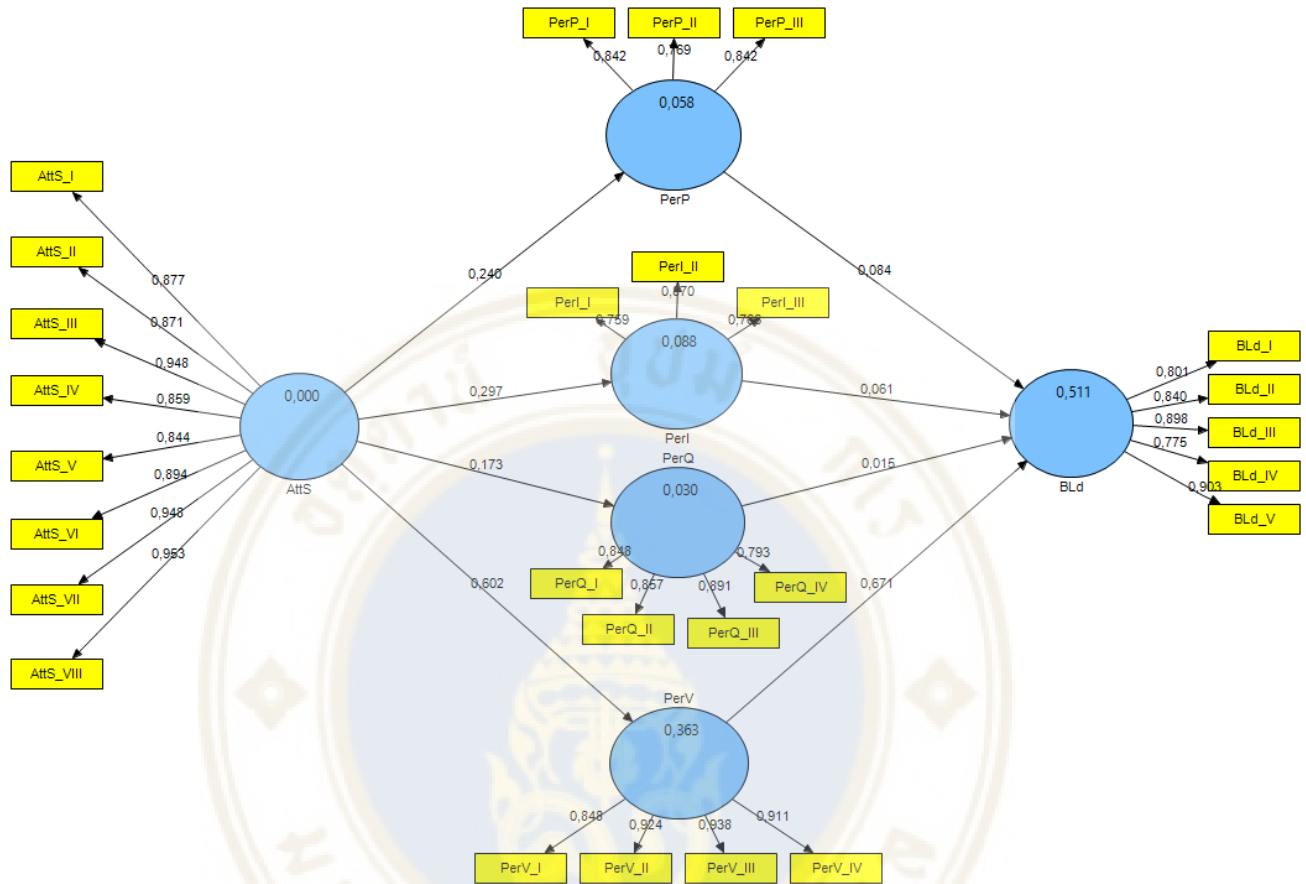 PerP_I
PerP_II
PerP_III
0,842
0,842
0,058
PerP
AttS_I
AttS_II
AttS_III
AttS_IV
AttS_V
AttS_VI
AttS_VII
AttS_VIII
0,877
0,871
0,948
0,859
0,844
0,894
0,948
0,953
0,000
AttS
0,240
0,297
0,173
0,602
PerI_I
PerI_II
PerI_III
0,759
0,088
PerI
PerQ
0,030
0,848
0,857
0,891
0,793
PerQ_I
PerQ_II
PerQ_III
PerQ_IV
PerV
0,363
0,848
0,924
0,938
0,911
PerV_I
PerV_II
PerV_III
PerV_IV
0,084
0,061
0,015
0,671
0,511
BLd
0,801
0,840
0,898
0,775
0,903
BLd_I
BLd_II
BLd_III
BLd_IV
BLd_V